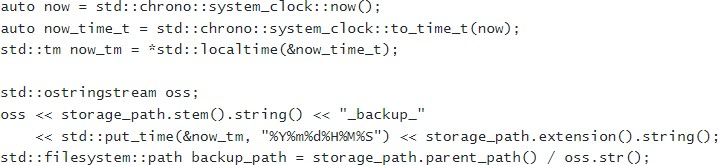 auto now = std::chrono::system_clock::now();
auto now_time_t = std::chrono::system_clock::to_time_t(now);
std::tm now_tm = *std::localtime(&now_time_t);

std::ostringstream oss;
oss << storage_path.stem().string() << "_backup_"
    << std::put_time(&now_tm, "%Y%m%d%H%M%S") << storage_path.extension().string();
std::filesystem::path backup_path = storage_path.parent_path() / oss.str();